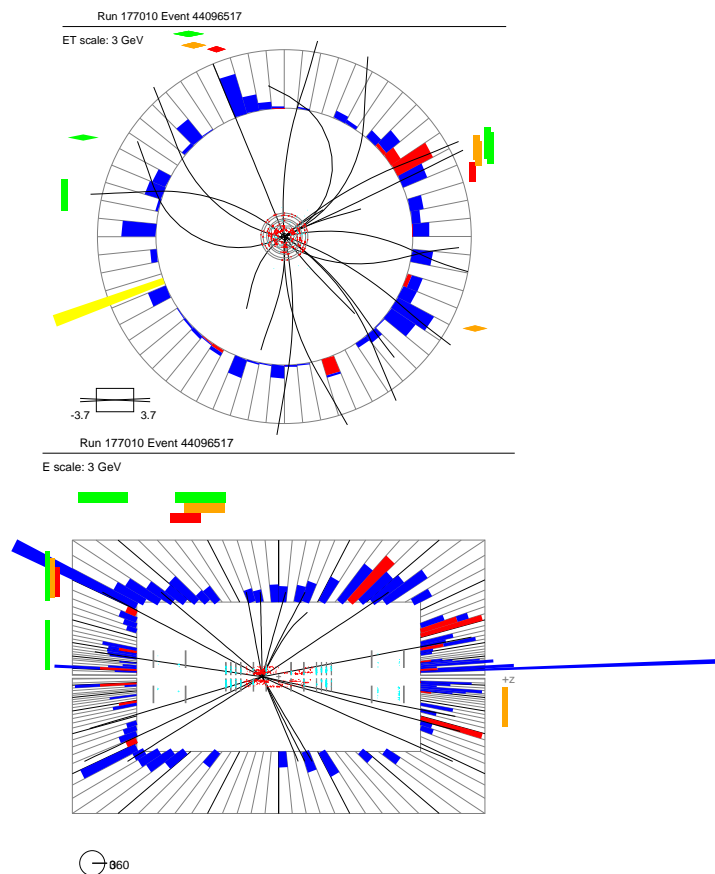 Run 177010 Event 44096517
ET scale: 3 GeV
-3.7 3.7
Run 177010 Event 44096517
E scale: 3 GeV
+z